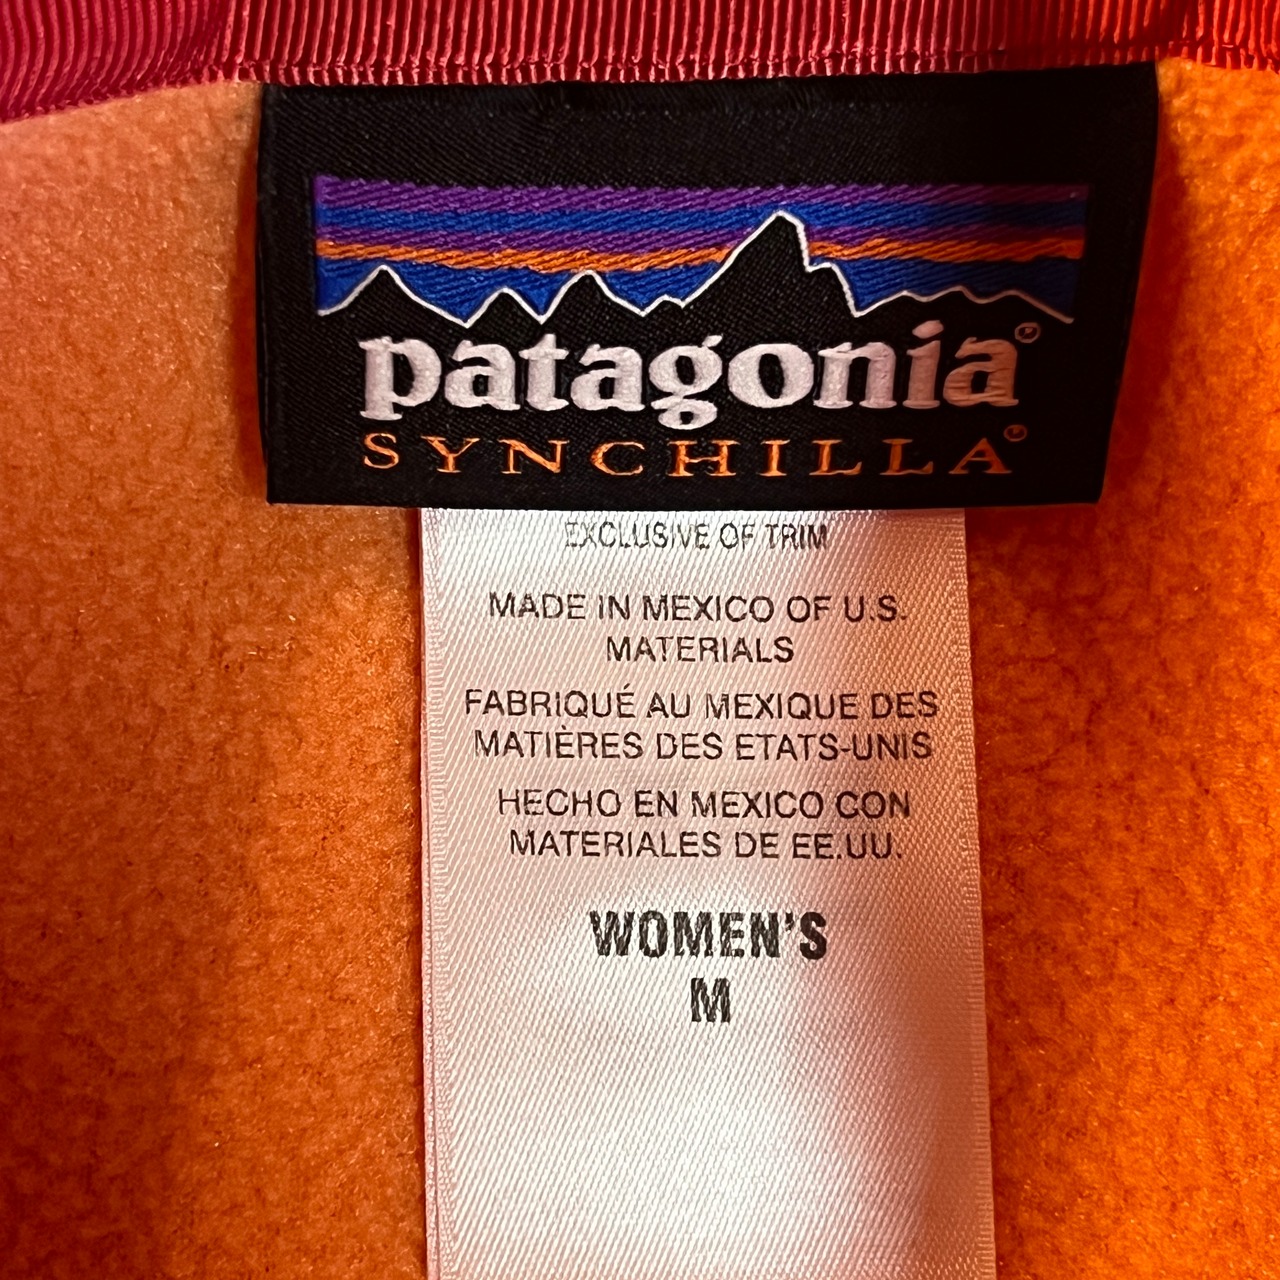 patagonia®
SYNCHILLA®
EXCLUSIVE OF TRIM
MADE IN MEXICO OF U.S.
MATERIALS
FABRIQUÉ AU MEXIQUE DES
MATIÈRES DES ETATS-UNIS
HECHO EN MEXICO CON
MATERIALES DE EE.UU.
WOMEN'S
M